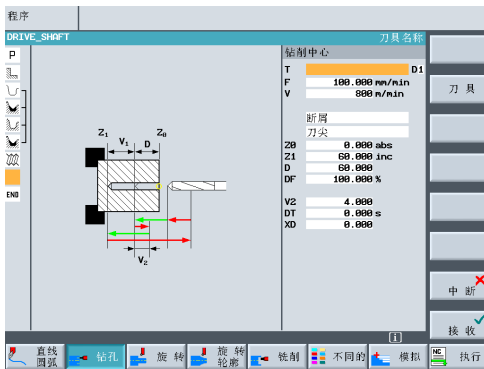 程序
DRIVE_SHAFT 刀具名称
P
END
Z1 Z0
V1 D
V2
钻削中心
T D1
F 100.000 mm/min
V 800 m/min
断屑
刀尖
Z0 0.000 abs
Z1 60.000 inc
D 60.000
DF 100.000 %
V2 4.000
DT 0.000 s
XD 0.000
刀具
中断
接收
i
直线圆弧 钻孔 旋转 旋转轮廓 铣削 不同的 模拟 NC 执行